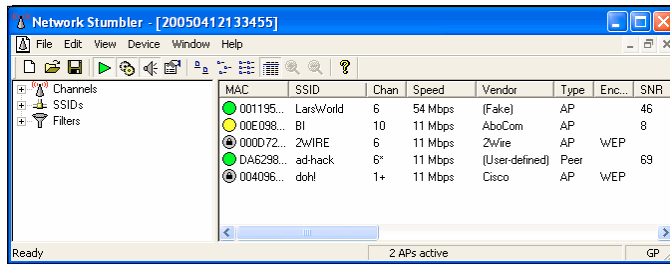 Network Stumbler - [20050412133455]
File Edit View Device Window Help
Channels
SSIDs
Filters
MAC SSID Chan Speed Vendor Type Enc... SNR
001195... LarsWorld 6 54 Mbps (Fake) AP 46
00E098... BI 10 11 Mbps AboCom AP 8
000D72... 2WIRE 6 11 Mbps 2Wire AP WEP
DA6298... ad-hack 6* 11 Mbps (User-defined) Peer 69
004096... doh! 1+ 11 Mbps Cisco AP WEP
Ready 2 APs active GP